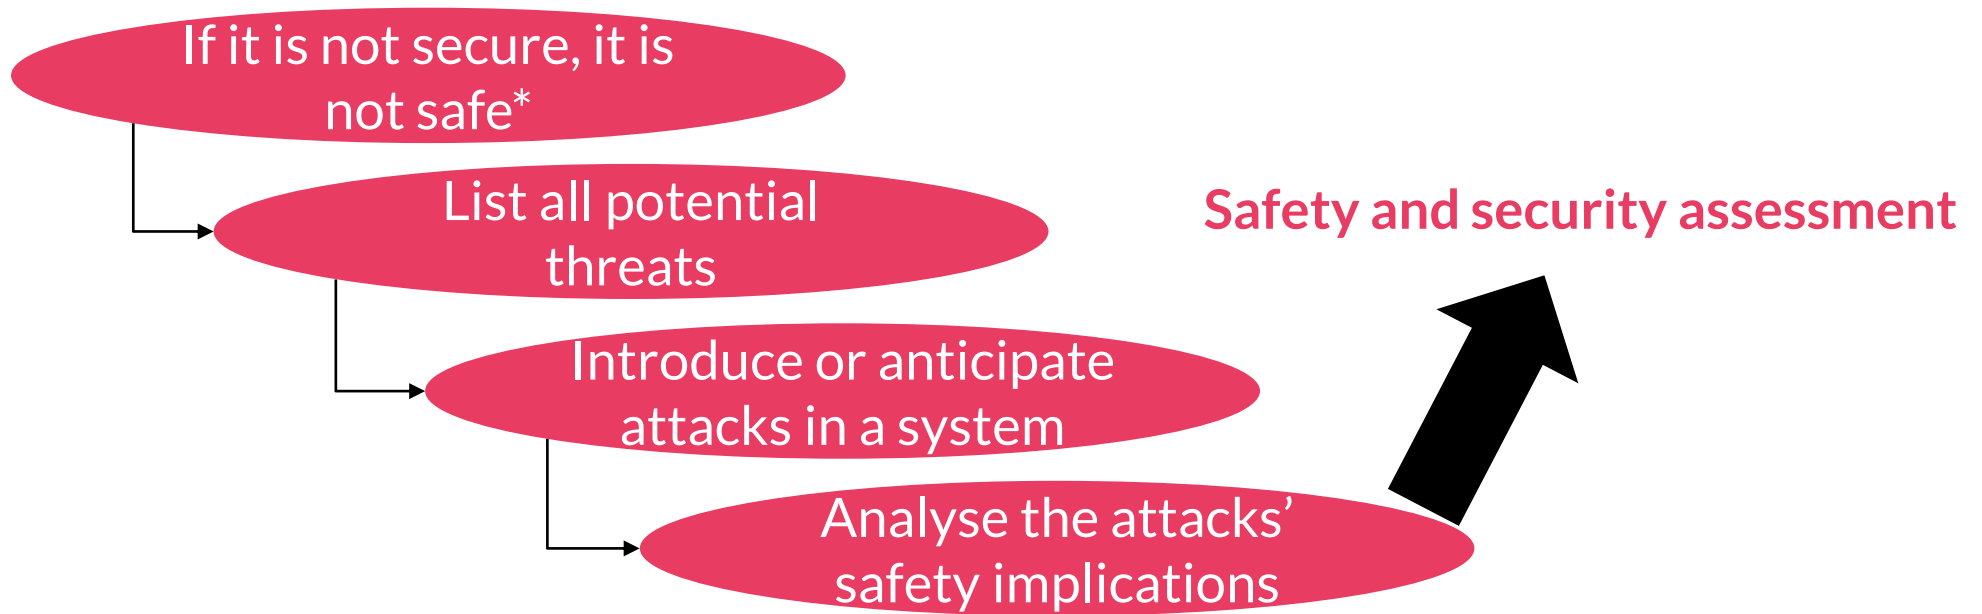 If it is not secure, it is
not safe*
List all potential
threats
Safety and security assessment
Introduce or anticipate
attacks in a system
Analyse the attacks’
safety implications